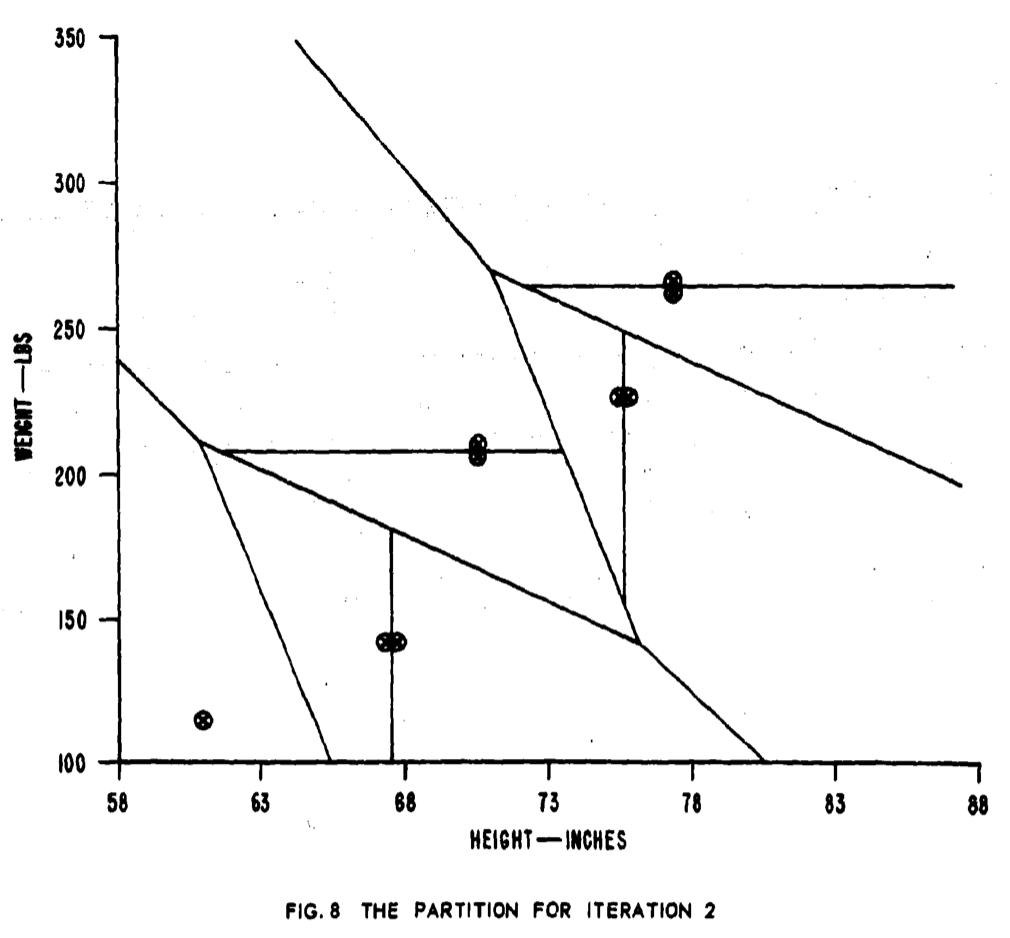 350
300
250
200
150
100
WEIGHT—LBS
58 63 68 73 78 83 88
HEIGHT—INCHES
FIG. 8 THE PARTITION FOR ITERATION 2